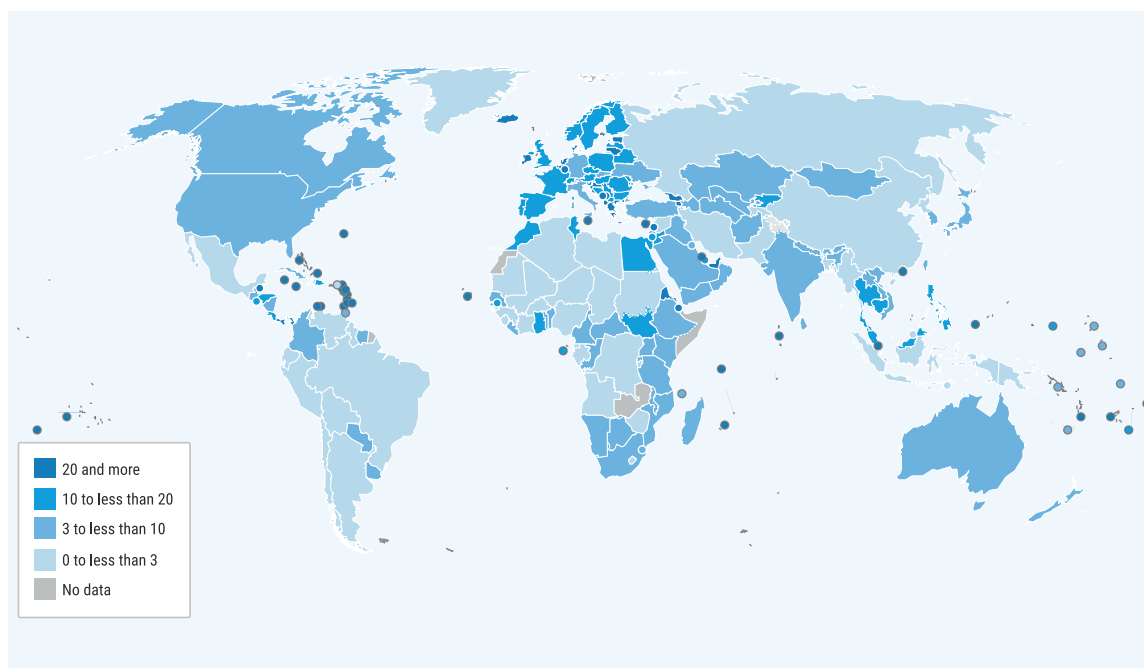 20 and more
10 to less than 20
3 to less than 10
0 to less than 3
No data